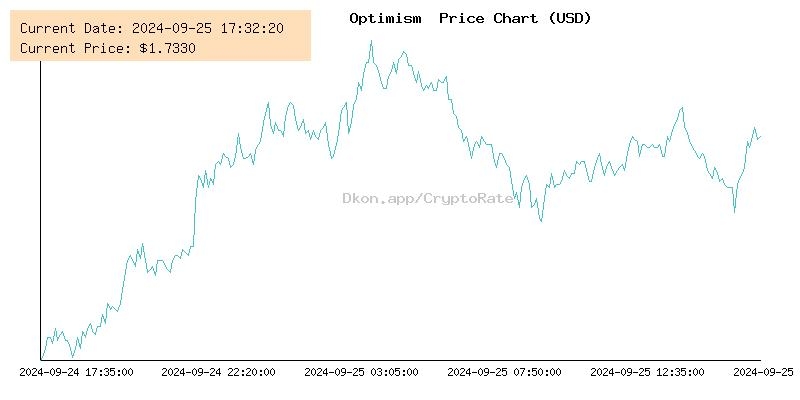 Optimism  Price Chart (USD)
Current Date: 2024-09-25 17:32:20
Current Price: $1.7330
Dkon.app/CryptoRate
2024-09-24 17:35:00 2024-09-24 22:20:00 2024-09-25 03:05:00 2024-09-25 07:50:00 2024-09-25 12:35:00 2024-09-25